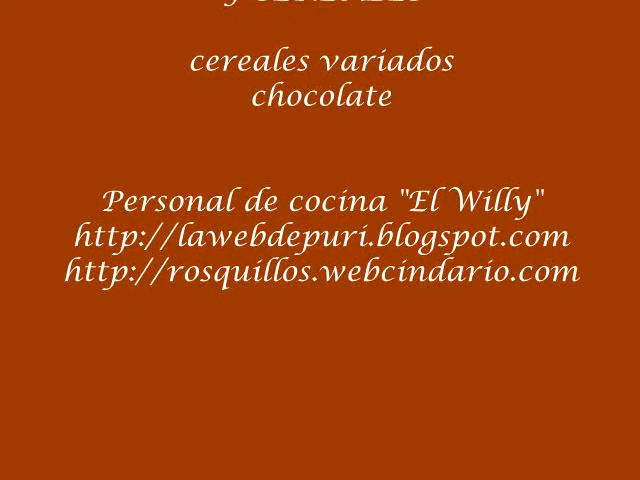 cereales variados
chocolate
Personal de cocina "El Willy"
http://lawebdepuri.blogspot.com
http://rosquillos.webcindario.com